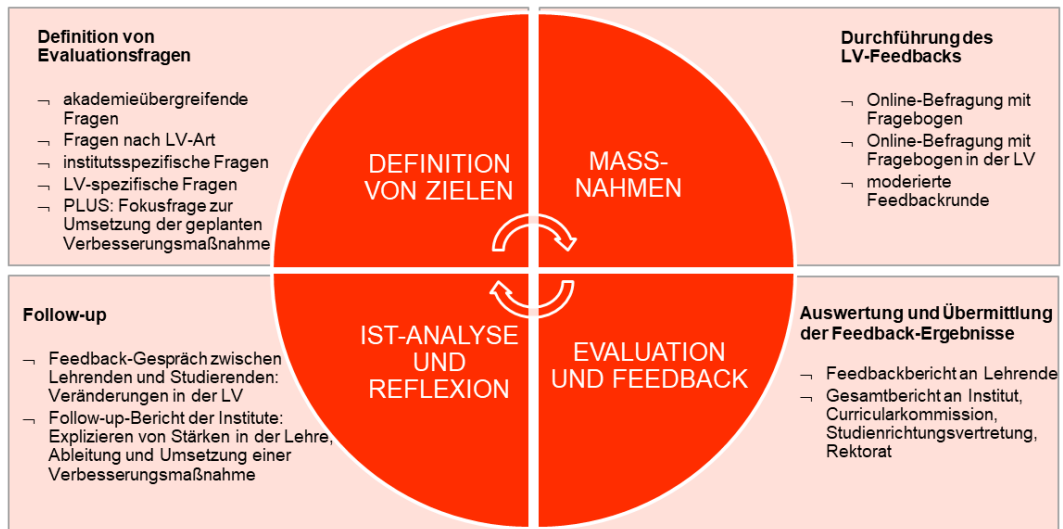 Definition von
Evaluationsfragen
¬ akademieübergreifende
Fragen
¬ Fragen nach LV-Art
¬ institutsspezifische Fragen
¬ LV-spezifische Fragen
¬ PLUS: Fokusfrage zur
Umsetzung der geplanten
Verbesserungsmaßnahme
DEFINITION
VON ZIELEN
MASS-
NAHMEN
Durchführung des
LV-Feedbacks
¬ Online-Befragung mit
Fragebogen
¬ Online-Befragung mit
Fragebogen in der LV
¬ moderierte
Feedbackrunde
Follow-up
¬ Feedback-Gespräch zwischen
Lehrenden und Studierenden:
Veränderungen in der LV
¬ Follow-up-Bericht der Institute:
Explizieren von Stärken in der Lehre,
Ableitung und Umsetzung einer
Verbesserungsmaßnahme
IST-ANALYSE
UND
REFLEXION
EVALUATION
UND FEEDBACK
Auswertung und Übermittlung
der Feedback-Ergebnisse
¬ Feedbackbericht an Lehrende
¬ Gesamtbericht an Institut,
Curricularkommission,
Studienrichtungsvertretung,
Rektorat